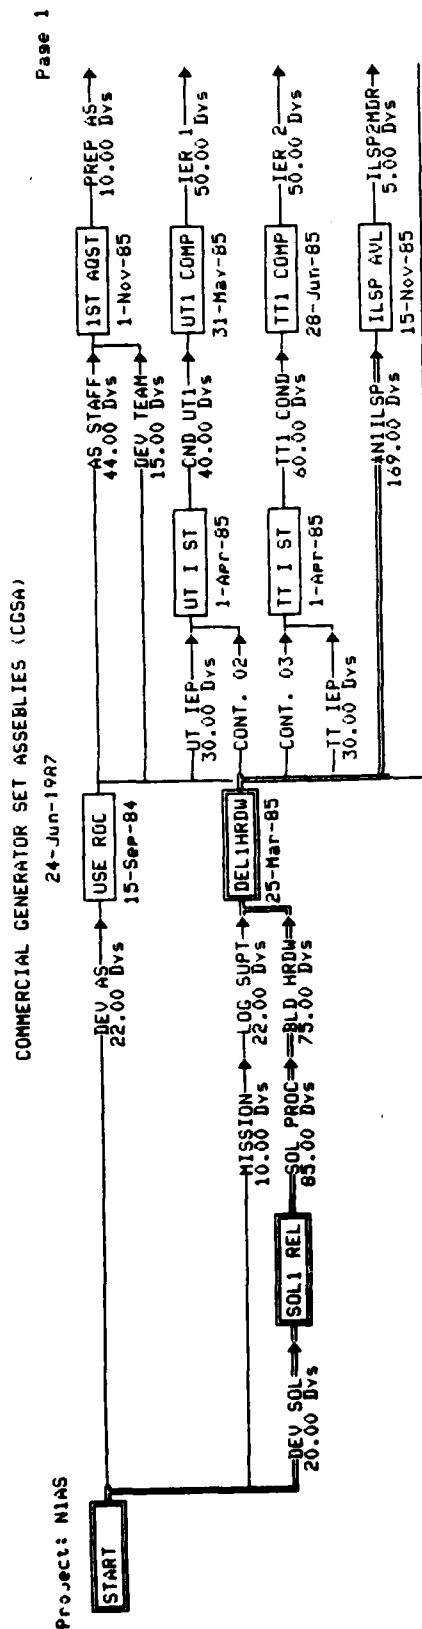 Page 1
COMMERCIAL GENERATOR SET ASSEBLIES (CGSA)
24-Jun-19A7
Project: N1AS
START
DEV AS
22.00 Dys
USE ROC
15-Sep-84
AS STAFF
44.00 Dys
DEV TEAM
15.00 Dys
1ST AQST
1-Nov-85
PREP AS
10.00 Dys
UT IEP
30.00 Dys
CONT. 02
UT I ST
1-Apr-85
CND UT1
40.00 Dys
UT1 COMP
31-May-85
IER 1
50.00 Dys
MISSION
10.00 Dys
LOG SUPT
22.00 Dys
DEL1HRDW
25-Mar-85
CONT. 03
TT IEP
30.00 Dys
TT I ST
1-Apr-85
TT1 COND
60.00 Dys
TT1 COMP
28-Jun-85
IER 2
50.00 Dys
DEV SOL
20.00 Dys
SOL1 REL
SOL PROC
85.00 Dys
BLD HRDW
75.00 Dys
AN1ILSP
169.00 Dys
ILSP AVL
15-Nov-85
ILSP2MDR
5.00 Dys